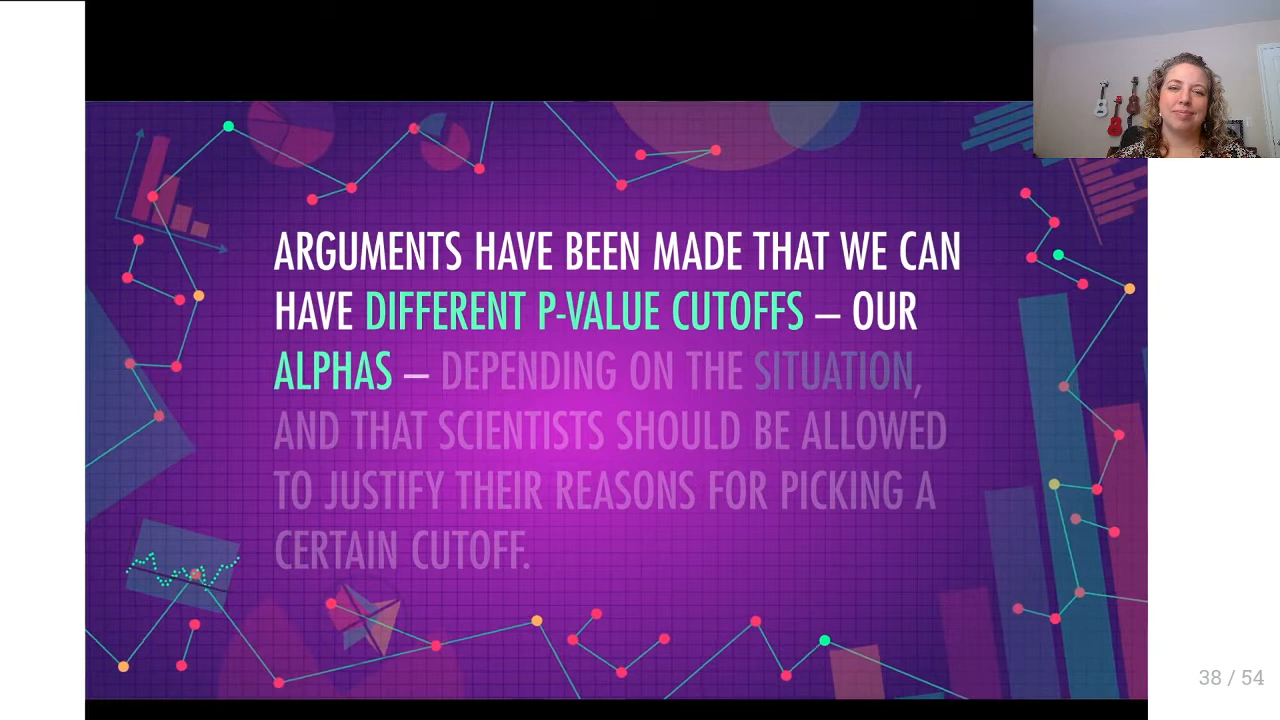 ARGUMENTS HAVE BEEN MADE THAT WE CAN
HAVE DIFFERENT P-VALUE CUTOFFS – OUR
ALPHAS – DEPENDING ON THE SITUATION,
AND THAT SCIENTISTS SHOULD BE ALLOWED
TO JUSTIFY THEIR REASONS FOR PICKING A
CERTAIN CUTOFF.
38 / 54